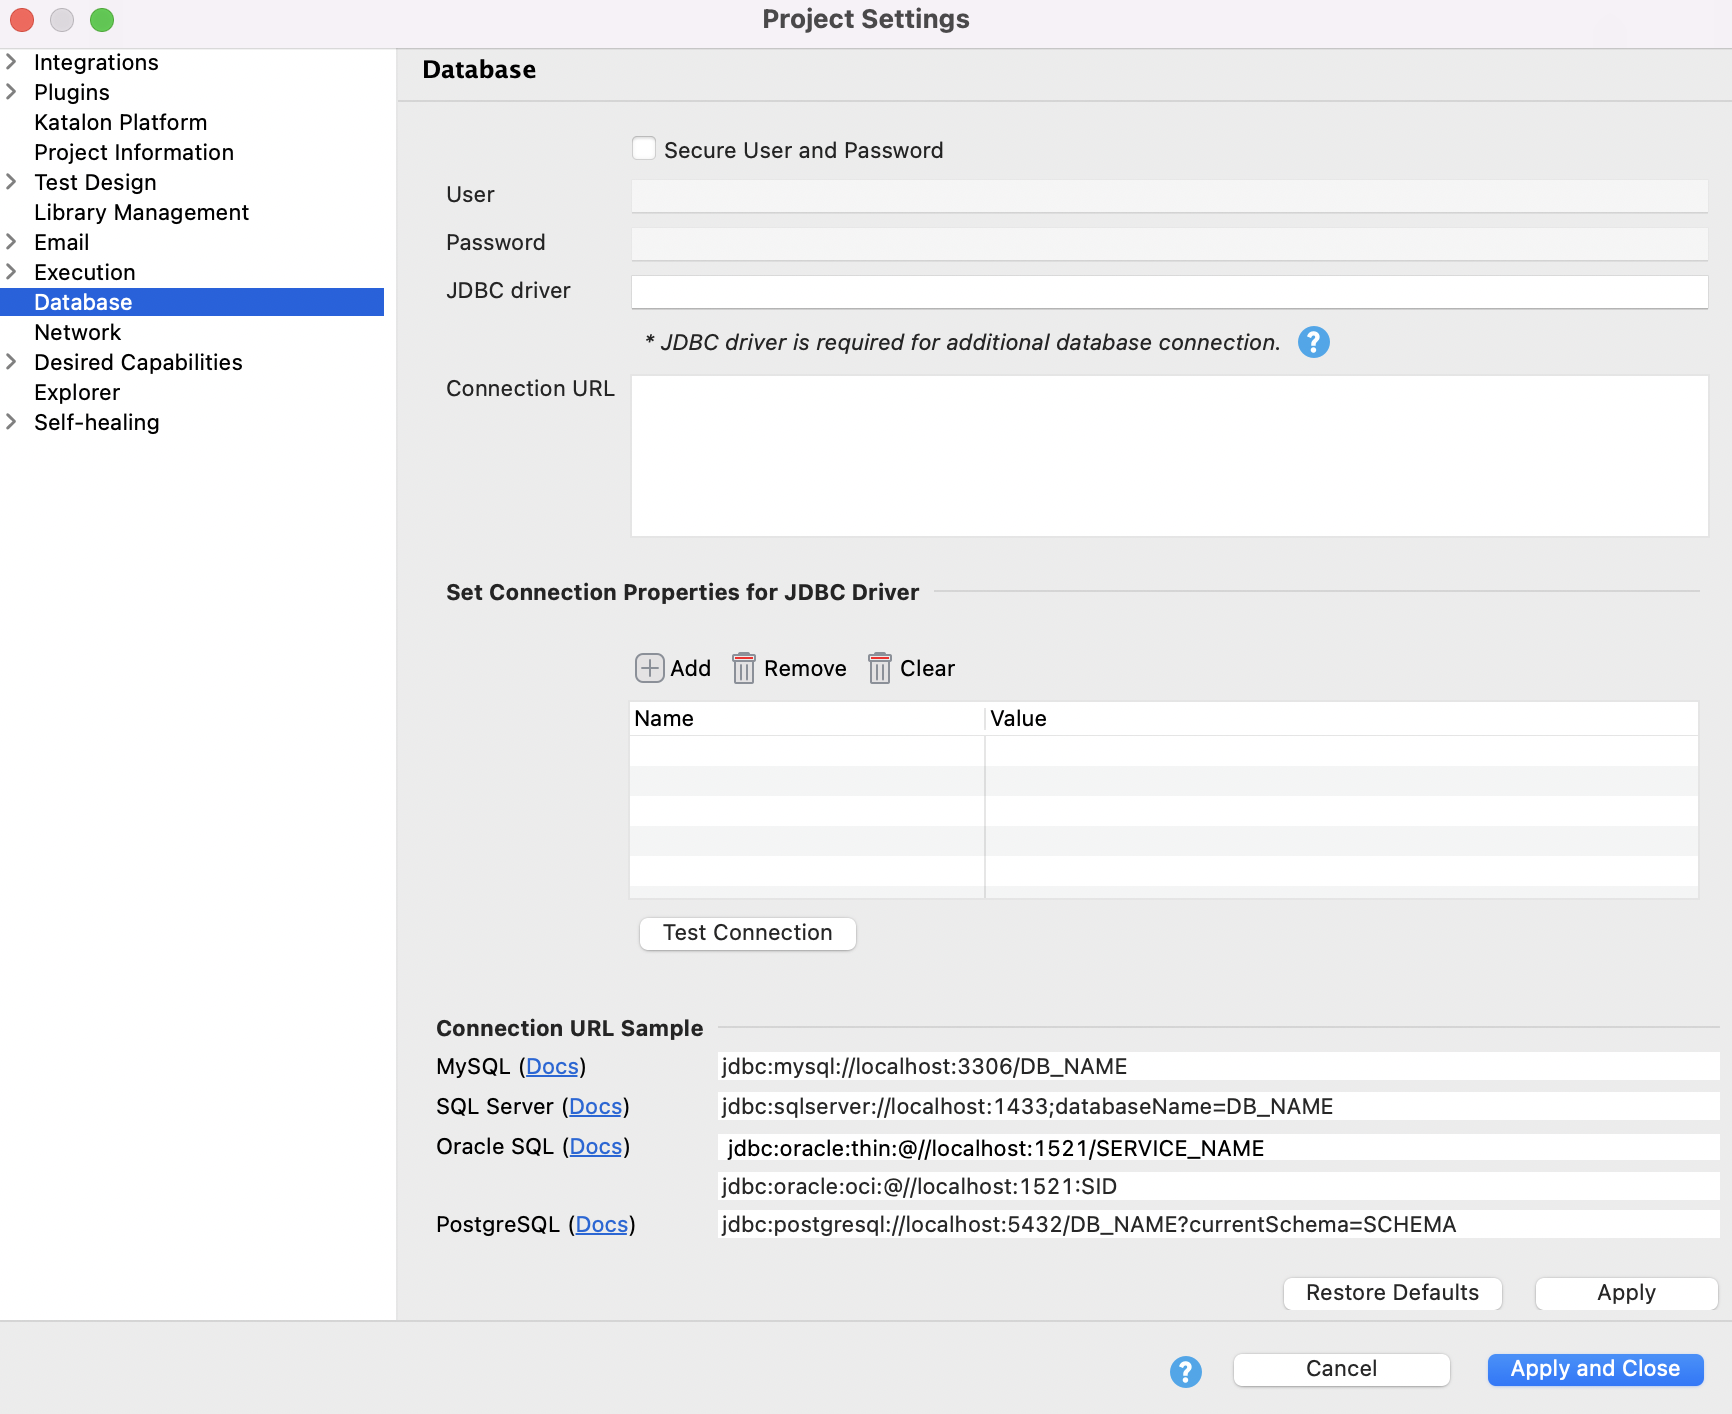 Project Settings
Integrations
Plugins
Katalon Platform
Project Information
Test Design
Library Management
Email
Execution
Database
Network
Desired Capabilities
Explorer
Self-healing
Database
Secure User and Password
User
Password
JDBC driver
* JDBC driver is required for additional database connection. ?
Connection URL
Set Connection Properties for JDBC Driver
Add Remove Clear
Name Value
Test Connection
Connection URL Sample
MySQL (Docs) jdbc:mysql://localhost:3306/DB_NAME
SQL Server (Docs) jdbc:sqlserver://localhost:1433;databaseName=DB_NAME
Oracle SQL (Docs) jdbc:oracle:thin:@//localhost:1521/SERVICE_NAME
jdbc:oracle:oci:@//localhost:1521:SID
PostgreSQL (Docs) jdbc:postgresql://localhost:5432/DB_NAME?currentSchema=SCHEMA
Restore Defaults Apply
? Cancel Apply and Close